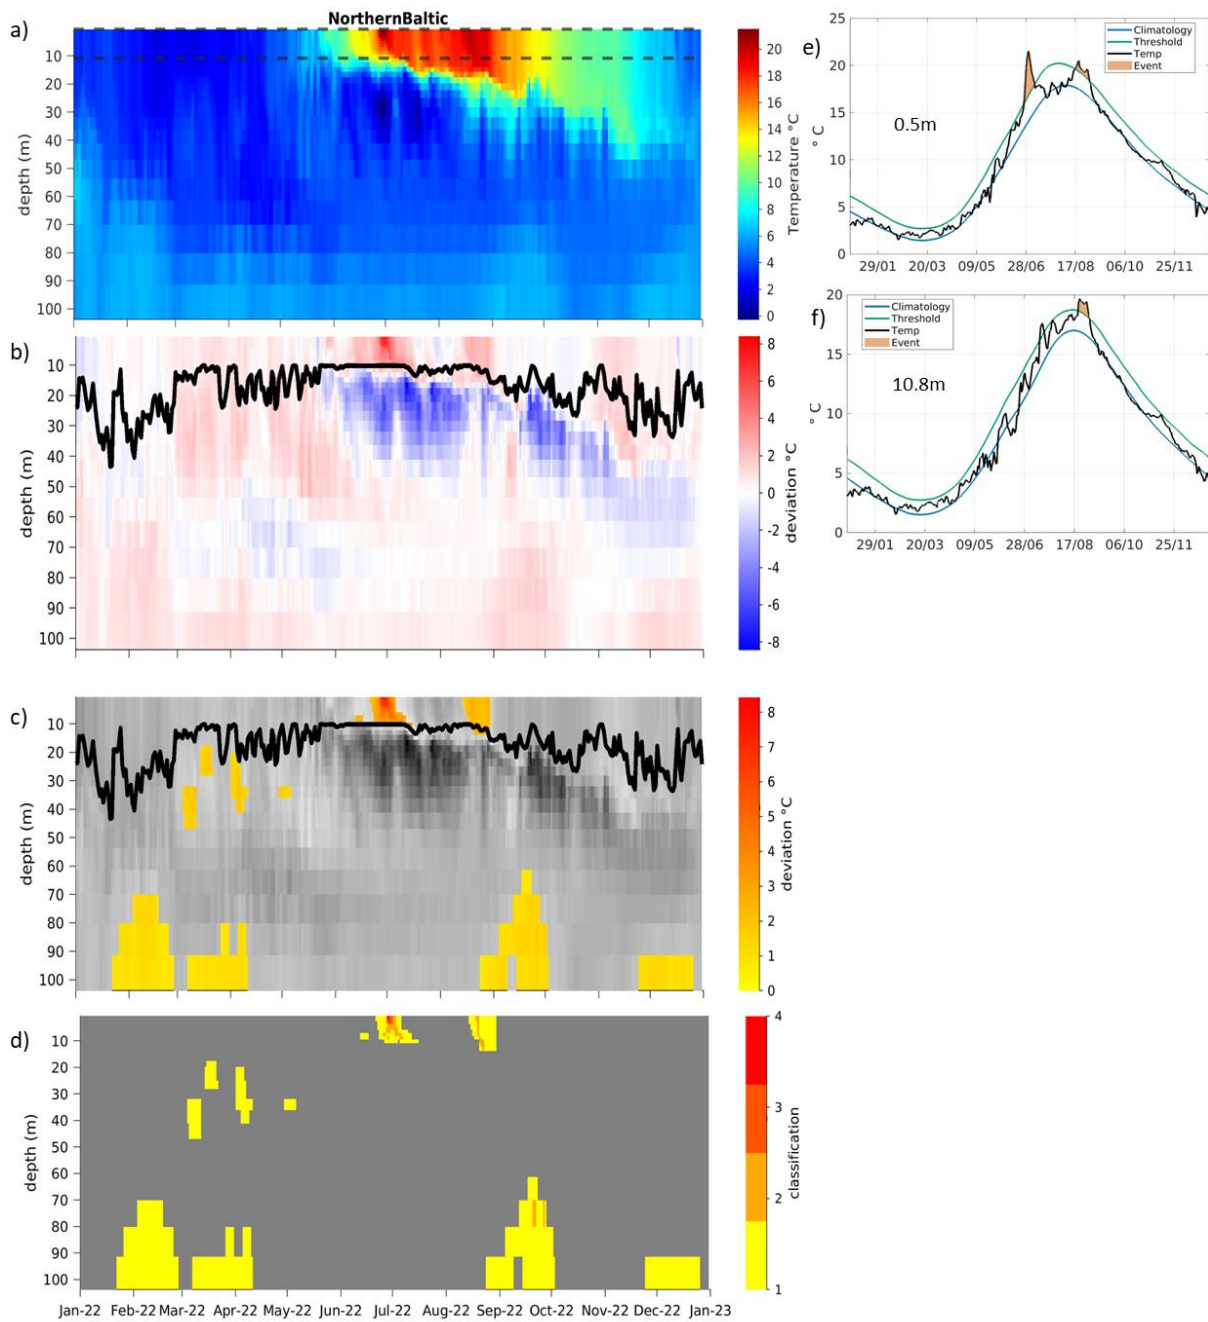 NorthernBaltic
a)
10
20
30
40
50
60
70
80
90
100
depth (m)
20
18
16
14
12
10
8
6
4
2
0
Temperature °C
e)
25
20
15
10
5
0
° C
0.5m
Climatology
Threshold
Temp
Event
29/01 20/03 09/05 28/06 17/08 06/10 25/11
b)
10
20
30
40
50
60
70
80
90
100
depth (m)
8
6
4
2
0
-2
-4
-6
-8
deviation °C
f)
20
15
10
5
0
° C
10.8m
Climatology
Threshold
Temp
Event
29/01 20/03 09/05 28/06 17/08 06/10 25/11
c)
10
20
30
40
50
60
70
80
90
100
depth (m)
8
7
6
5
4
3
2
1
0
deviation °C
d)
10
20
30
40
50
60
70
80
90
100
depth (m)
4
3
2
1
classification
Jan-22 Feb-22 Mar-22 Apr-22 May-22 Jun-22 Jul-22 Aug-22 Sep-22 Oct-22 Nov-22 Dec-22 Jan-23